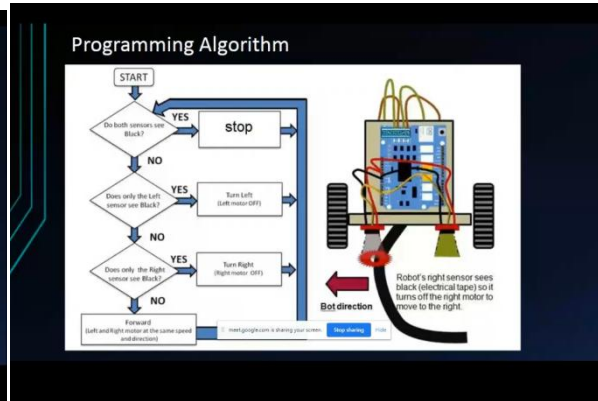 Programming Algorithm
START
Do both sensors see
Black?
YES
stop
NO
Does only the Left
sensor see Black?
YES
Turn Left
(Left motor OFF)
NO
Does only the Right
sensor see Black?
YES
Turn Right
(Right motor OFF)
NO
Forward
(Left and Right motor at the same speed
and direction)
Bot direction
Robot's right sensor sees
black (electrical tape) so it
turns off the right motor to
move to the right.
meet.google.com is sharing your screen.
Stop sharing
Hide